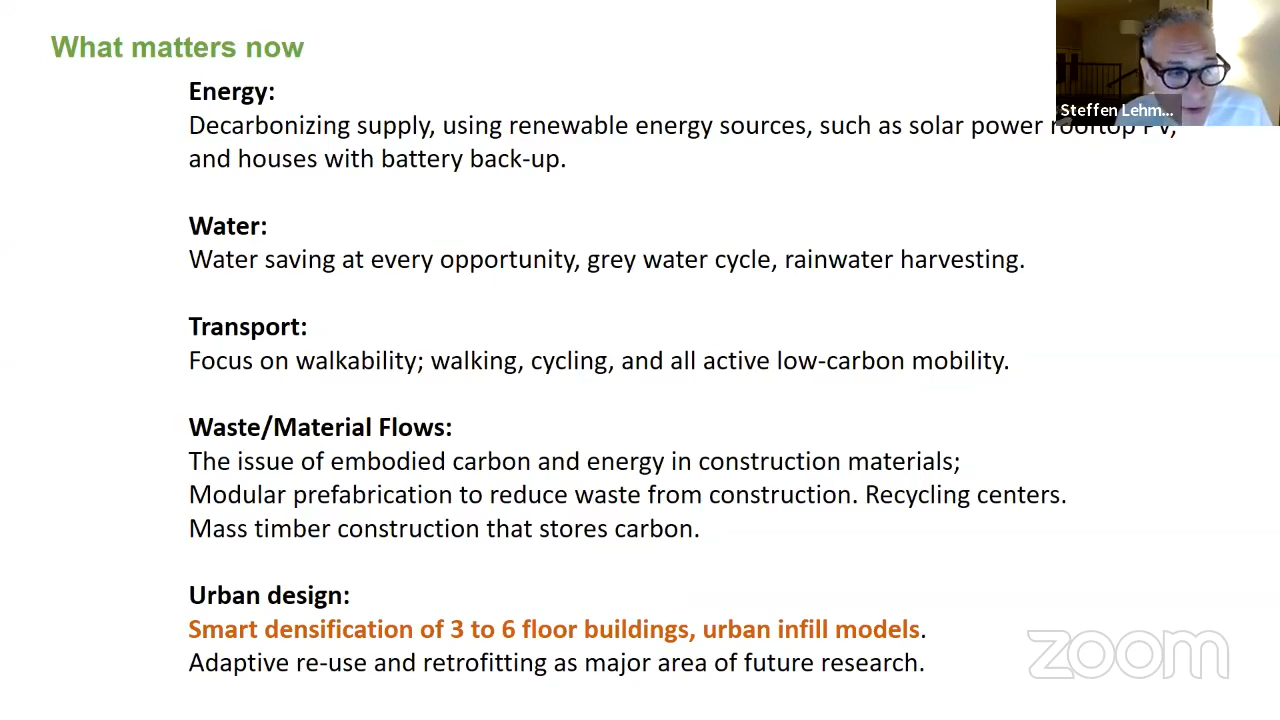 What matters now
Steffen Lehm...
Energy:
Decarbonizing supply, using renewable energy sources, such as solar power rooftop PV,
and houses with battery back-up.
Water:
Water saving at every opportunity, grey water cycle, rainwater harvesting.
Transport:
Focus on walkability; walking, cycling, and all active low-carbon mobility.
Waste/Material Flows:
The issue of embodied carbon and energy in construction materials;
Modular prefabrication to reduce waste from construction. Recycling centers.
Mass timber construction that stores carbon.
Urban design:
Smart densification of 3 to 6 floor buildings, urban infill models.
Adaptive re-use and retrofitting as major area of future research.
zoom